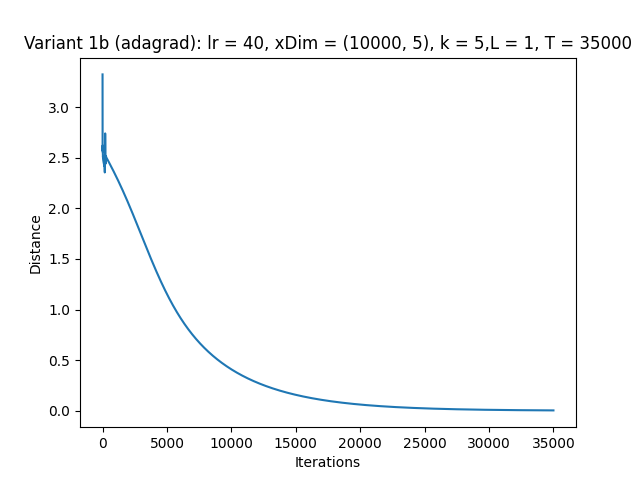 Variant 1b (adagrad): lr = 40, xDim = (10000, 5), k = 5,L = 1, T = 35000
3.0
2.5
2.0
1.5
1.0
0.5
0.0
Distance
0 5000 10000 15000 20000 25000 30000 35000
Iterations